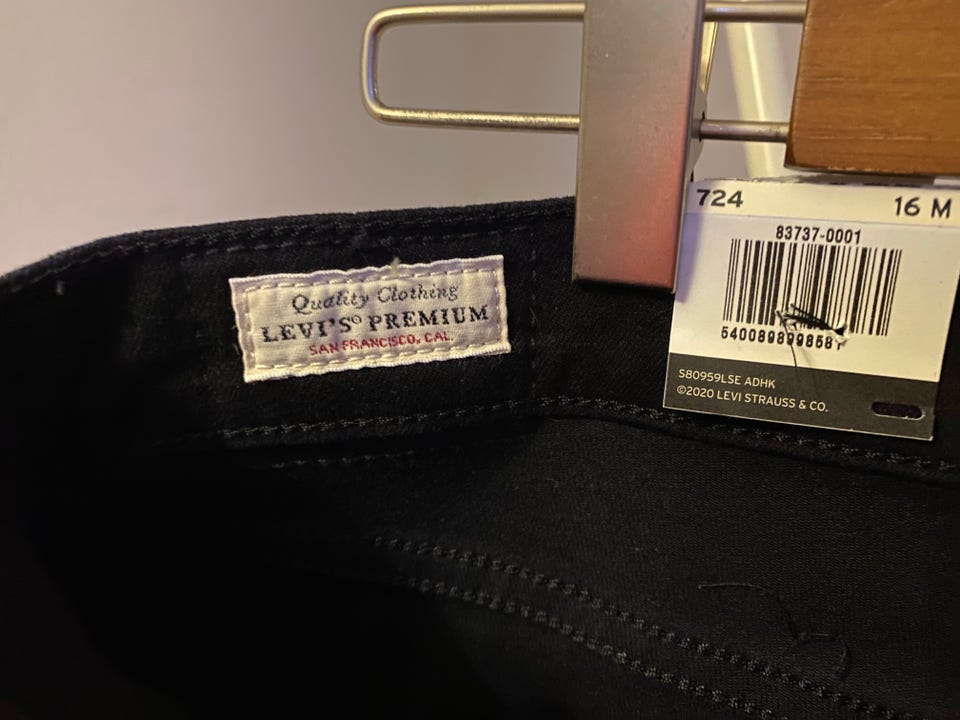 Quality Clothing
LEVI'S® PREMIUM
SAN FRANCISCO, CAL.
724 16 M
83737-0001
S80959LSE ADHK
©2020 LEVI STRAUSS & CO.